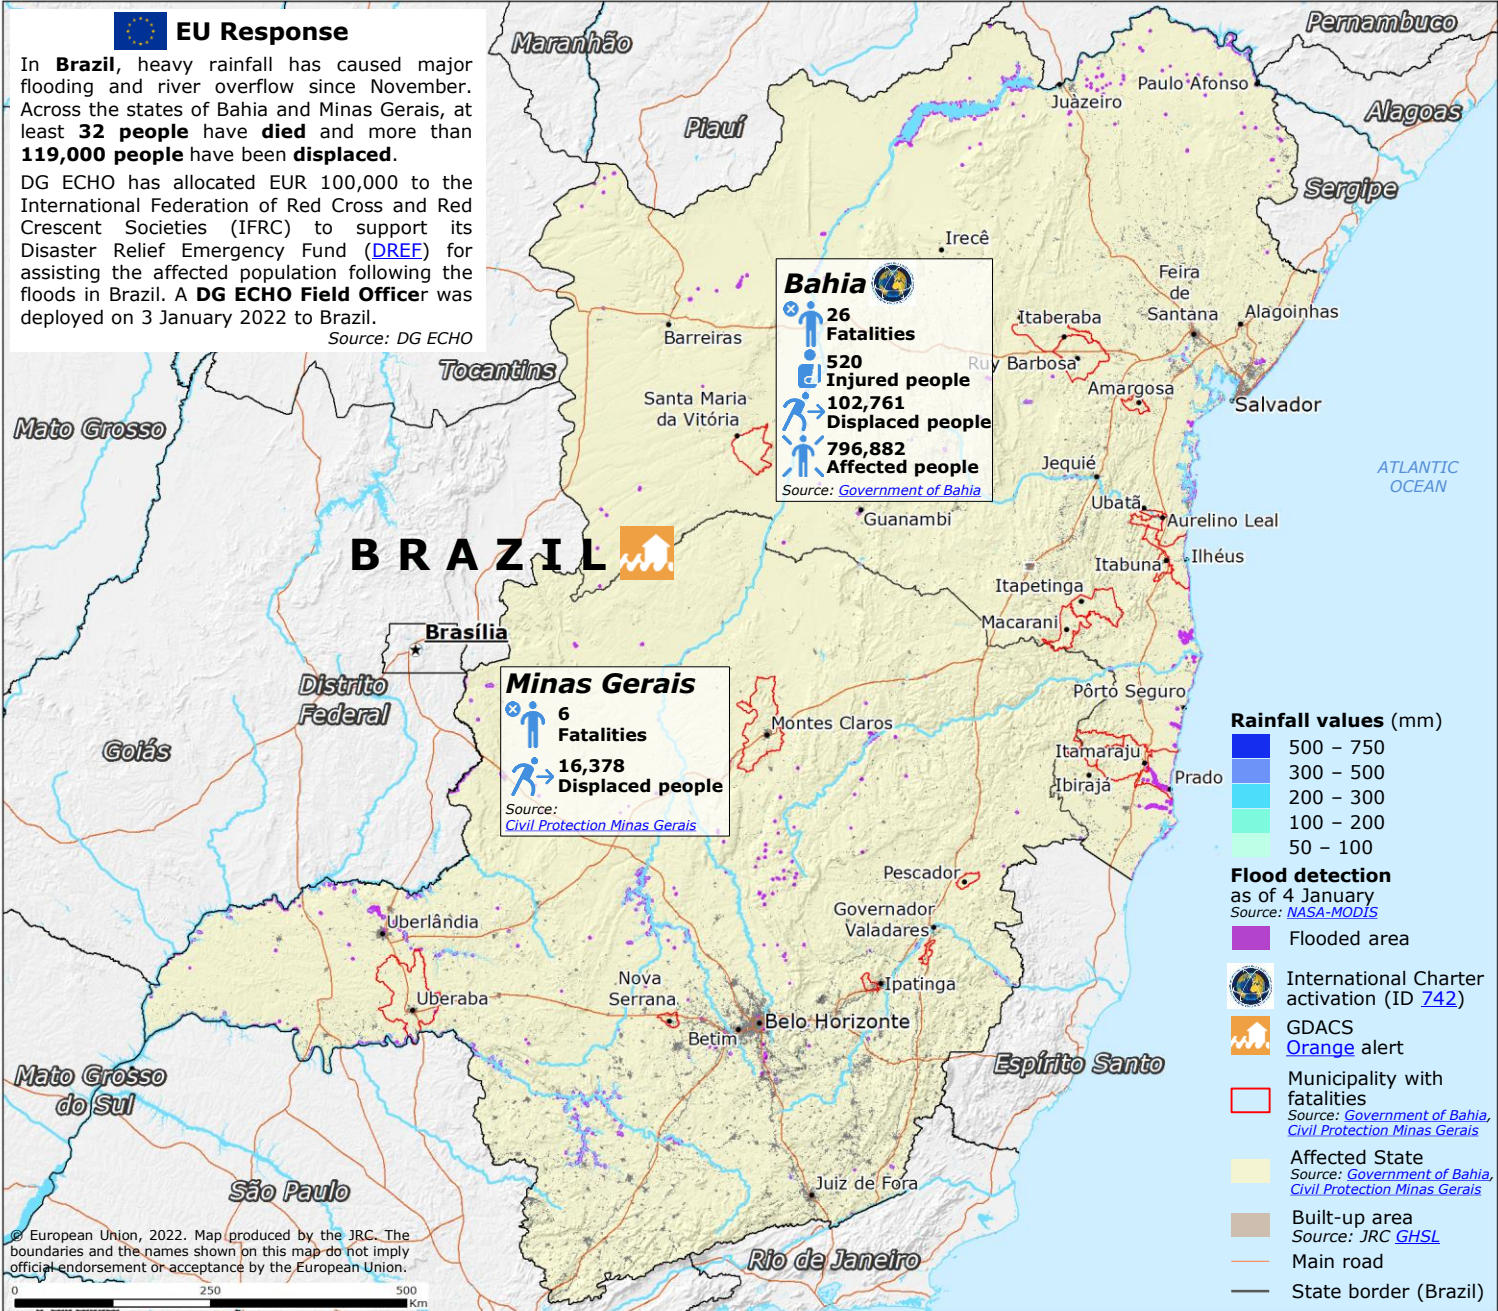 EU Response
In Brazil, heavy rainfall has caused major
flooding and river overflow since November.
Across the states of Bahia and Minas Gerais, at
least 32 people have died and more than
119,000 people have been displaced.
DG ECHO has allocated EUR 100,000 to the
International Federation of Red Cross and Red
Crescent Societies (IFRC) to support its
Disaster Relief Emergency Fund (DREF) for
assisting the affected population following the
floods in Brazil. A DG ECHO Field Officer was
deployed on 3 January 2022 to Brazil.
Source: DG ECHO
Maranhão
Pernambuco
Piauí
Juàzeiro
Paulo Afonso
Alagoas
Sergipe
Irecê
Bahia
26
Fatalities
520
Injured people
102,761
Displaced people
796,882
Affected people
Source: Government of Bahia
Feira
de
Santana
Alagoinhas
Itaberaba
Ruy Barbosa
Amargosa
Salvador
Barreiras
Tocantins
Santa Maria
da Vitória
Mato Grosso
Jequié
ATLANTIC
OCEAN
Ubatã
Aurelino Leal
Guanambi
BRAZIL
Itabuna
Ilhéus
Itapetinga
Macarani
Brasília
Distrito
Federal
Goiás
Minas Gerais
6
Fatalities
16,378
Displaced people
Source:
Civil Protection Minas Gerais
Montes Claros
Pôrto Seguro
Itamaraju
Ibirajá
Prado
Pescador
Governador
Valadares
Uberlândia
Uberaba
Nova
Serrana
Ipatinga
Belo Horizonte
Betim
Espírito Santo
Mato Grosso
do Sul
São Paulo
Juiz de Fora
Rio de Janeiro
Rainfall values (mm)
500 – 750
300 – 500
200 – 300
100 – 200
50 – 100
Flood detection
as of 4 January
Source: NASA-MODIS
Flooded area
International Charter
activation (ID 742)
GDACS
Orange alert
Municipality with
fatalities
Source: Government of Bahia,
Civil Protection Minas Gerais
Affected State
Source: Government of Bahia,
Civil Protection Minas Gerais
Built-up area
Source: JRC GHSL
Main road
State border (Brazil)
© European Union, 2022. Map produced by the JRC. The
boundaries and the names shown on this map do not imply
official endorsement or acceptance by the European Union.
0 250 500
Km